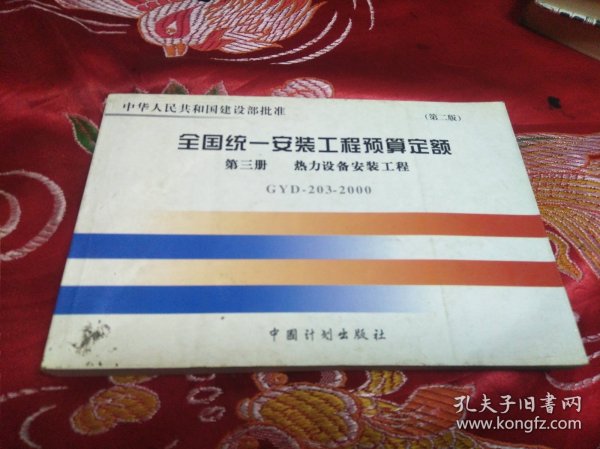 中华人民共和国建设部批准
(第二版)
全国统一安装工程预算定额
第三册 热力设备安装工程
GYD-203-2000
中国计划出版社
孔夫子旧书网
www.kongfz.com